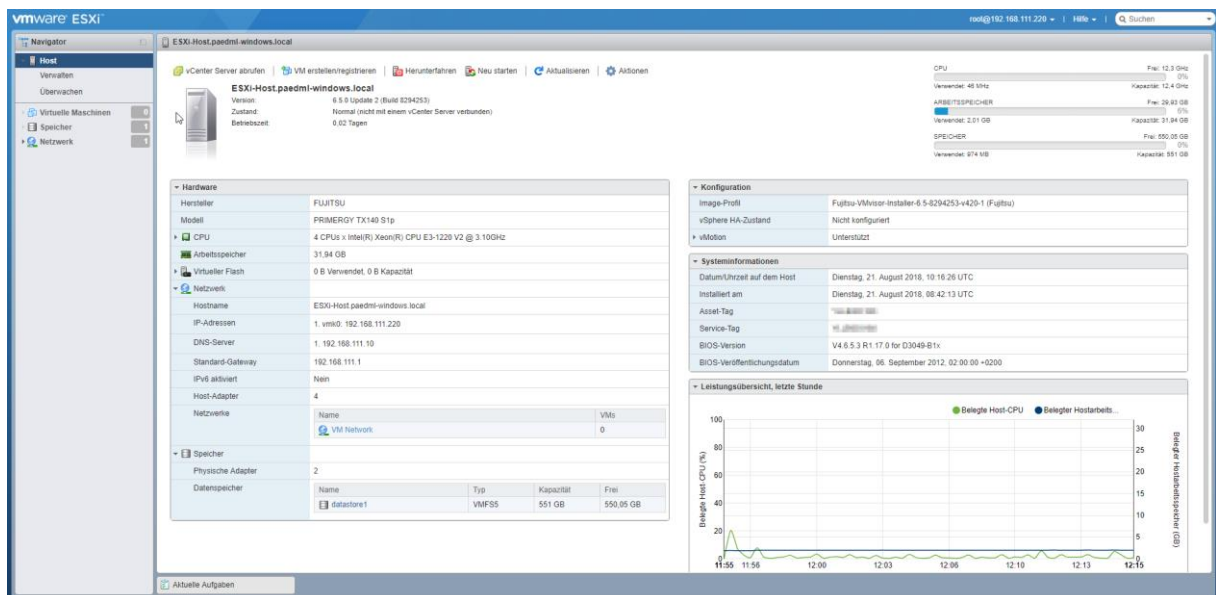 vmware ESXi
root@192.168.111.220 | Hilfe | Suchen
Navigator
Host
Verwalten
Überwachen
Virtuelle Maschinen 0
Speicher 1
Netzwerk 1
ESXi-Host.paedml-windows.local
vCenter Server abrufen | VM erstellen/registrieren | Herunterfahren Neu starten | Aktualisieren | Aktionen
ESXi-Host.paedml-windows.local
Version: 6.5.0 Update 2 (Build 8294253)
Zustand: Normal (nicht mit einem vCenter Server verbunden)
Betriebszeit: 0,02 Tagen
CPU Frei: 12,3 GHz
0%
Verwendet: 46 MHz Kapazität: 12,4 GHz
ARBEITSSPEICHER Frei: 29,93 GB
6%
Verwendet: 2,01 GB Kapazität: 31,94 GB
SPEICHER Frei: 550,05 GB
0%
Verwendet: 974 MB Kapazität: 551 GB
Hardware
Hersteller FUJITSU
Modell PRIMERGY TX140 S1p
CPU 4 CPUs x Intel(R) Xeon(R) CPU E3-1220 V2 @ 3.10GHz
Arbeitsspeicher 31,94 GB
Virtueller Flash 0 B Verwendet, 0 B Kapazität
Netzwerk
Hostname ESXi-Host.paedml-windows.local
IP-Adressen 1. vmk0: 192.168.111.220
DNS-Server 1. 192.168.111.10
Standard-Gateway 192.168.111.1
IPv6 aktiviert Nein
Host-Adapter 4
Netzwerke Name VMs
VM Network 0
Speicher
Physische Adapter 2
Datenspeicher Name Typ Kapazität Frei
datastore1 VMFS5 551 GB 550,05 GB
Konfiguration
Image-Profil Fujitsu-VMvisor-Installer-6.5-8294253-v420-1 (Fujitsu)
vSphere HA-Zustand Nicht konfiguriert
vMotion Unterstützt
Systeminformationen
Datum/Uhrzeit auf dem Host Dienstag, 21. August 2018, 10:16:26 UTC
Installiert am Dienstag, 21. August 2018, 08:42:13 UTC
Asset-Tag
Service-Tag
BIOS-Version V4.6.5.3 R1.17.0 for D3049-B1x
BIOS-Veröffentlichungsdatum Donnerstag, 06. September 2012, 02:00:00 +0200
Leistungsübersicht, letzte Stunde
Belegte Host-CPU Belegter Hostarbeits...
Belegte Host-CPU (%)
100
80
60
40
20
0
30
25
20
15
10
5
0
Belegter Hostarbeitsspeicher (GB)
11:55 11:56 12:00 12:03 12:06 12:10 12:13 12:15
Aktuelle Aufgaben